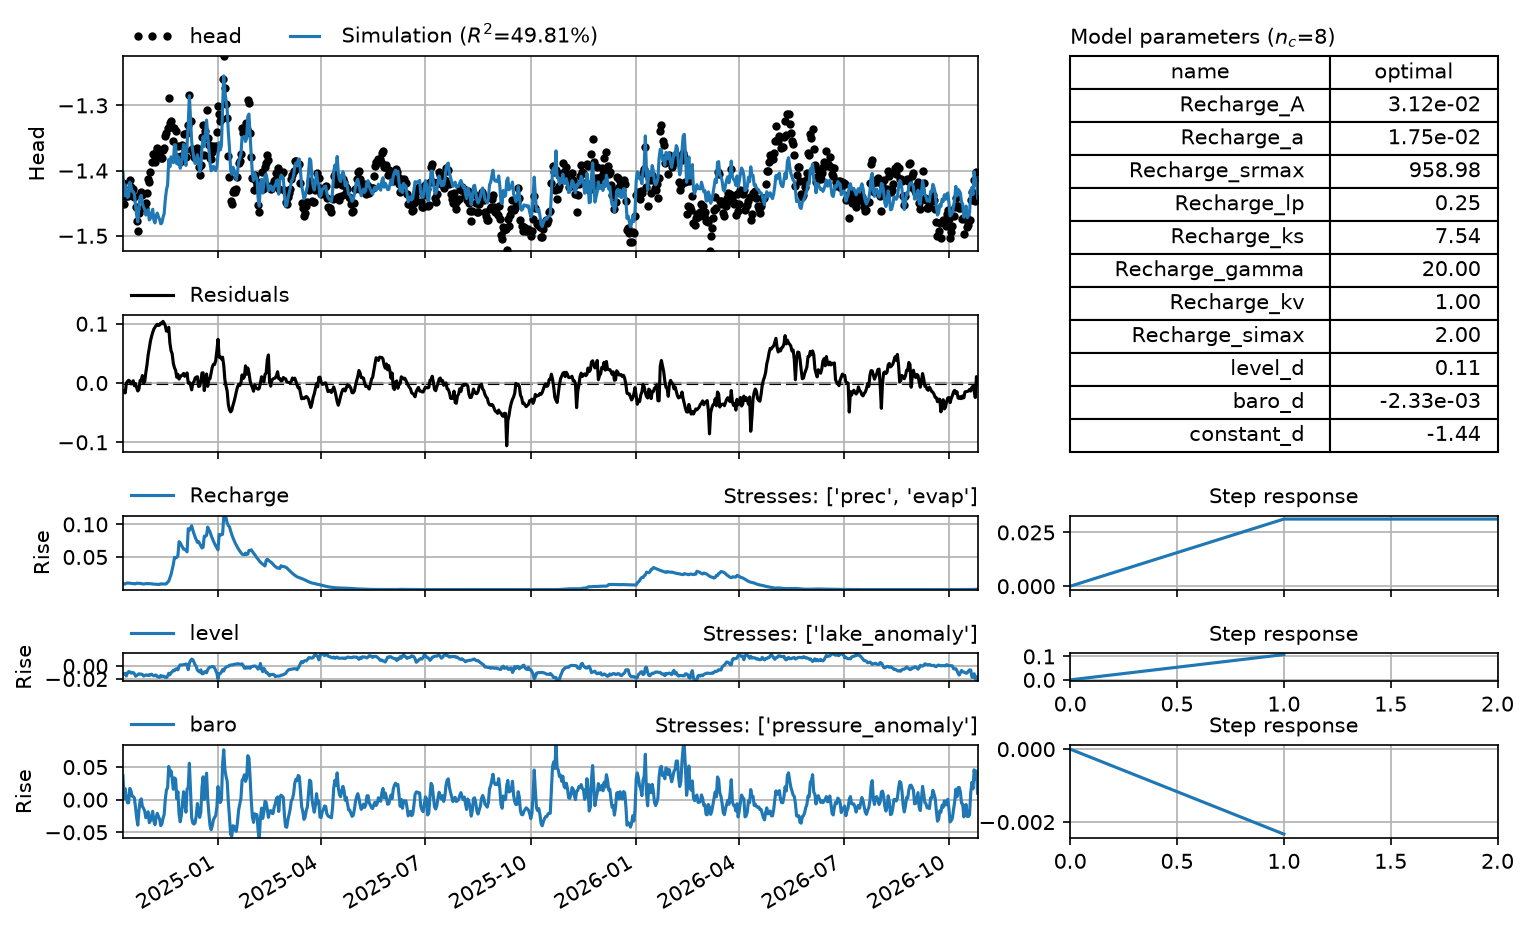 head
Simulation (R²=49.81%)
Head
−1.3
−1.4
−1.5
Residuals
0.1
0.0
−0.1
Recharge
Stresses: ['prec', 'evap']
Rise
0.10
0.05
level
Stresses: ['lake_anomaly']
Rise
0.00
−0.02
baro
Stresses: ['pressure_anomaly']
Rise
0.05
0.00
−0.05
2025-01
2025-04
2025-07
2025-10
2026-01
2026-04
2026-07
2026-10
Model parameters (n_c=8)
name optimal
Recharge_A 3.12e-02
Recharge_a 1.75e-02
Recharge_srmax 958.98
Recharge_lp 0.25
Recharge_ks 7.54
Recharge_gamma 20.00
Recharge_kv 1.00
Recharge_simax 2.00
level_d 0.11
baro_d -2.33e-03
constant_d -1.44
Step response
0.025
0.000
Step response
0.1
0.0
0.0 0.5 1.0 1.5 2.0
Step response
0.000
−0.002
0.0 0.5 1.0 1.5 2.0